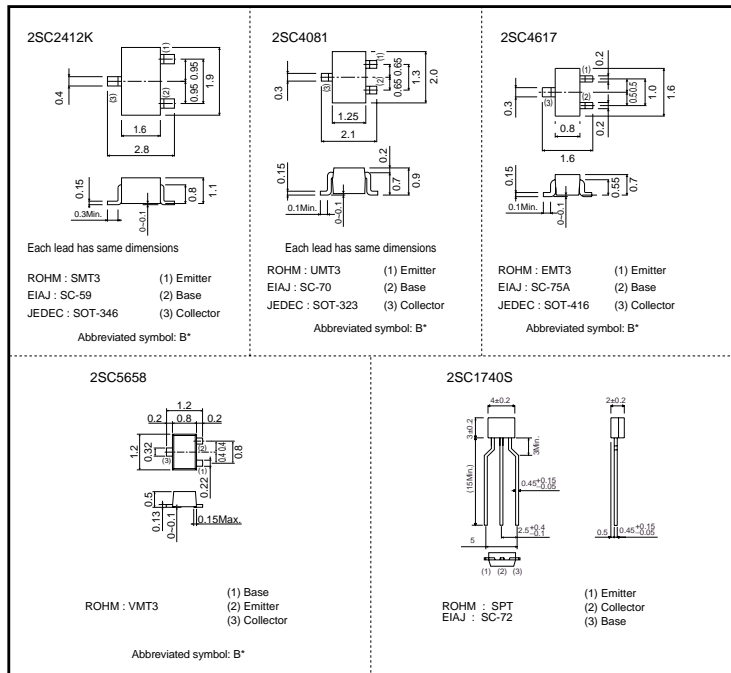 2SC2412K
(1)
(2)
(3)
0.4
0.95 0.95
1.9
1.6
2.8
0.15
0.3Min.
0~0.1
0.8
1.1
Each lead has same dimensions
ROHM : SMT3 (1) Emitter
EIAJ : SC-59 (2) Base
JEDEC : SOT-346 (3) Collector
Abbreviated symbol: B*
2SC4081
(1)
(2)
(3)
0.3
0.65 0.65
1.3
2.0
1.25
2.1
0.2
0.15
0.1Min.
0~0.1
0.7
0.9
Each lead has same dimensions
ROHM : UMT3 (1) Emitter
EIAJ : SC-70 (2) Base
JEDEC : SOT-323 (3) Collector
Abbreviated symbol: B*
2SC4617
0.2
(1)
(2)
(3)
0.3
0.5 0.5
1.0
1.6
0.8
0.2
1.6
0.15
0.1Min.
0~0.1
0.55
0.7
ROHM : EMT3 (1) Emitter
EIAJ : SC-75A (2) Base
JEDEC : SOT-416 (3) Collector
Abbreviated symbol: B*
2SC5658
1.2
0.2 0.8 0.2
1.2
0.32
(3)
(2)
(1)
0.4 0.4
0.8
0.22
0.5
0.13
0~0.1
0.15Max.
ROHM : VMT3
(1) Base
(2) Emitter
(3) Collector
Abbreviated symbol: B*
2SC1740S
4±0.2
2±0.2
3±0.2
3Min.
(15Min.)
0.45+0.15 -0.05
2.5+0.4 -0.1
5
0.5 0.45+0.15 -0.05
(1) (2) (3)
ROHM : SPT
EIAJ : SC-72
(1) Emitter
(2) Collector
(3) Base